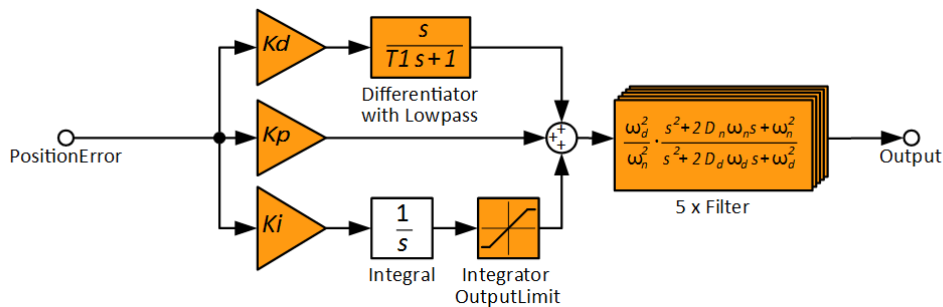 Kd
s
T1 s+1
Differentiator
with Lowpass
PositionError
Kp
+
+
+
ω_d^2
ω_n^2
·
s^2+2 D_n ω_n s+ω_n^2
s^2+2 D_d ω_d s+ω_d^2
5 x Filter
Output
Ki
1
s
Integral
Integrator
OutputLimit